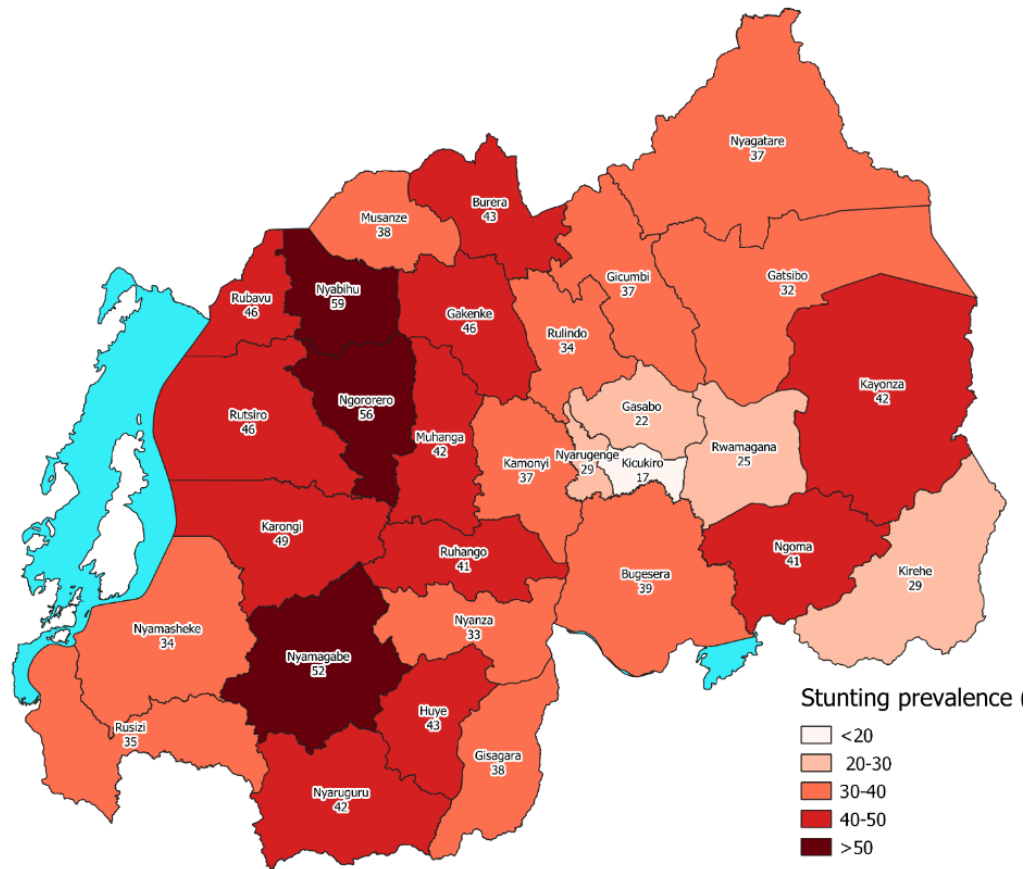 Nyagatare
37
Burera
43
Musanze
38
Gicumbi
37
Gatsibo
32
Nyabihu
59
Rubavu
46
Gakenke
46
Rulindo
34
Kayonza
42
Ngororero
56
Rutsiro
46
Gasabo
22
Muhanga
42
Rwamagana
25
Nyarugenge
29
Kicukiro
17
Kamonyi
37
Karongi
49
Ruhango
41
Ngoma
41
Bugesera
39
Kirehe
29
Nyamasheke
34
Nyanza
33
Nyamagabe
52
Huye
43
Rusizi
35
Gisagara
38
Nyaruguru
42
Stunting prevalence (
<20
20-30
30-40
40-50
>50